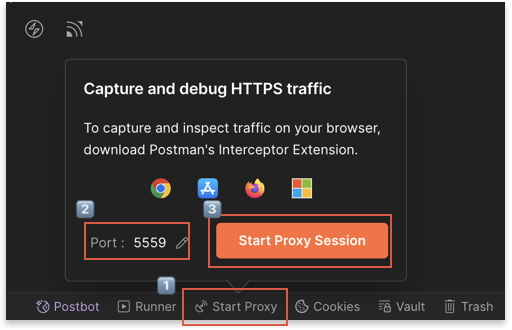 Capture and debug HTTPS traffic
To capture and inspect traffic on your browser,
download Postman's Interceptor Extension.
2
3
Port : 5559
Start Proxy Session
1
Postbot
Runner
Start Proxy
Cookies
Vault
Trash